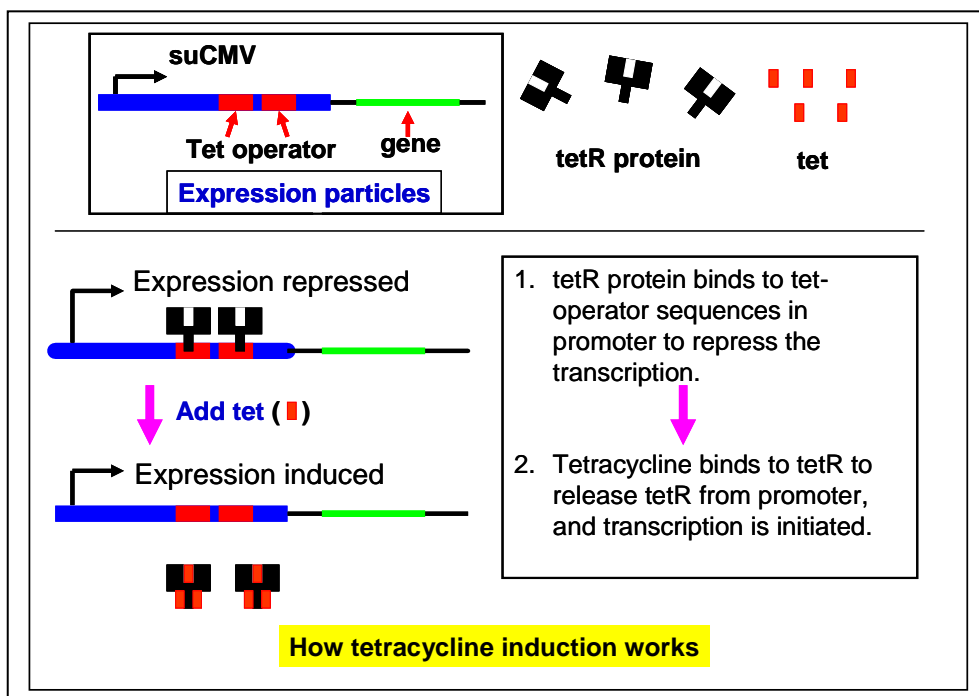 suCMV
Tet operator
gene
Expression particles
tetR protein
tet
Expression repressed
Add tet ( )
Expression induced
1. tetR protein binds to tet-
operator sequences in
promoter to repress the
transcription.
2. Tetracycline binds to tetR to
release tetR from promoter,
and transcription is initiated.
How tetracycline induction works